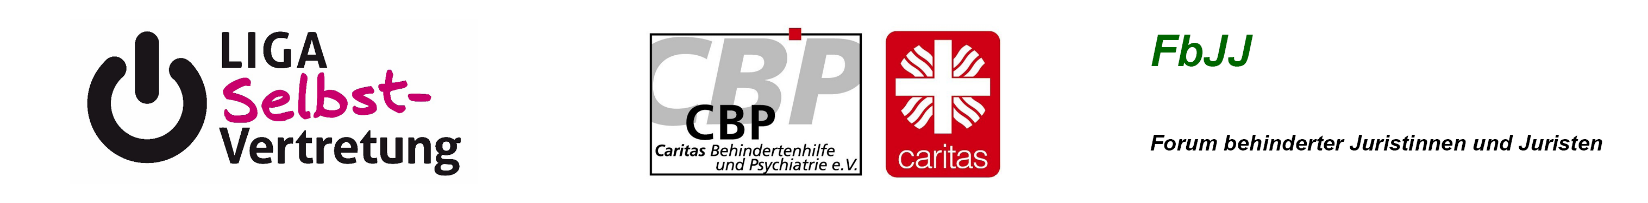 LIGA
Selbst-
Vertretung
CBP
CBP
Caritas Behindertenhilfe
und Psychiatrie e.V.
caritas
FbJJ
Forum behinderter Juristinnen und Juristen